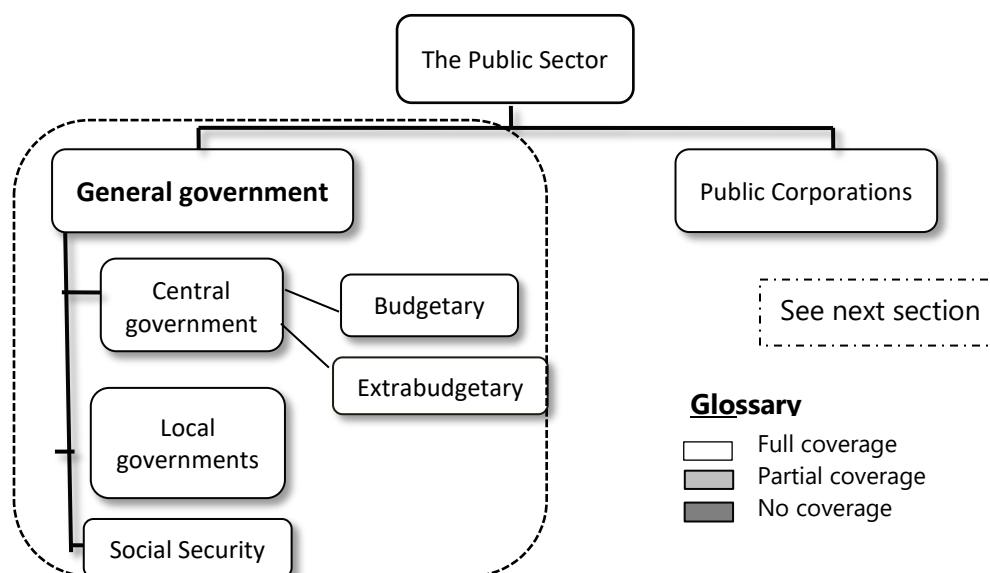 The Public Sector
General government
Public Corporations
Central
government
Budgetary
Extrabudgetary
See next section
Local
governments
Social Security
Glossary
Full coverage
Partial coverage
No coverage